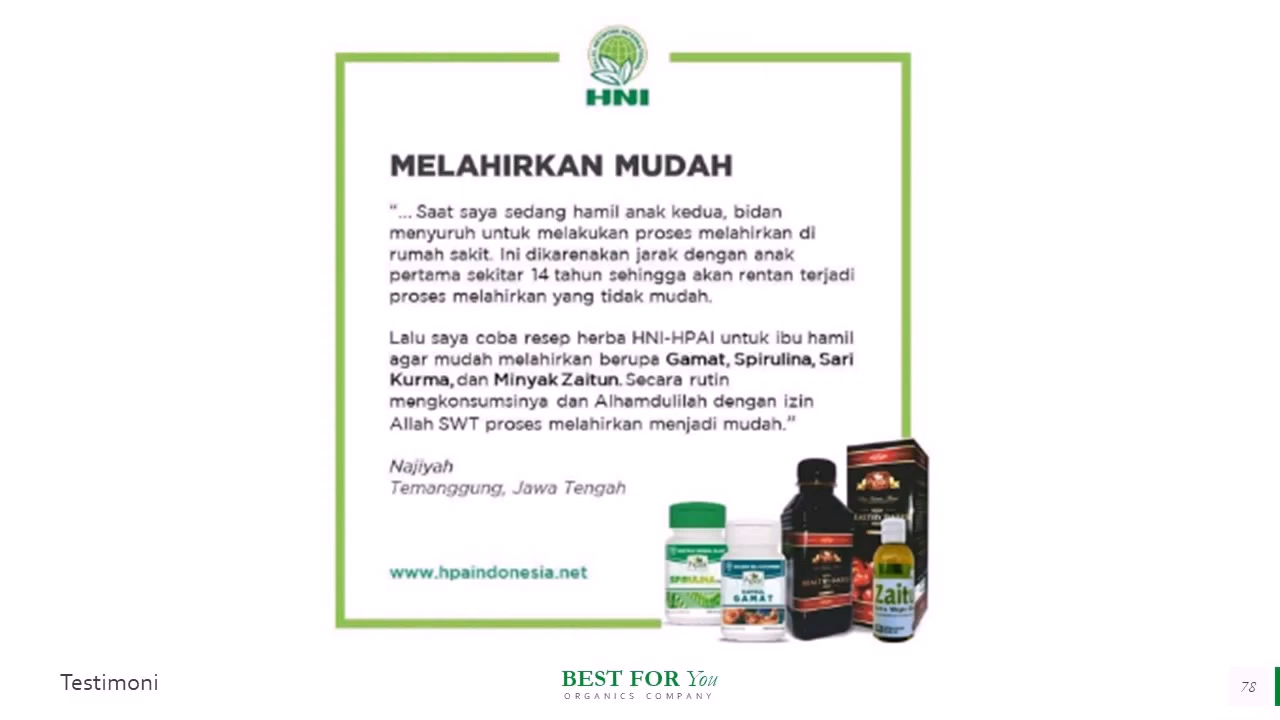 HNI
MELAHIRKAN MUDAH
"... Saat saya sedang hamil anak kedua, bidan
menyuruh untuk melakukan proses melahirkan di
rumah sakit. Ini dikarenakan jarak dengan anak
pertama sekitar 14 tahun sehingga akan rentan terjadi
proses melahirkan yang tidak mudah.
Lalu saya coba resep herba HNI-HPAI untuk ibu hamil
agar mudah melahirkan berupa Gamat, Spirulina, Sari
Kurma, dan Minyak Zaitun. Secara rutin
mengkonsumsinya dan Alhamdulilah dengan izin
Allah SWT proses melahirkan menjadi mudah."
Najiyah
Temanggung, Jawa Tengah
www.hpaindonesia.net
SPIRULINA
GAMAT
Zaitu
Testimoni
BEST FOR You
ORGANICS COMPANY
78